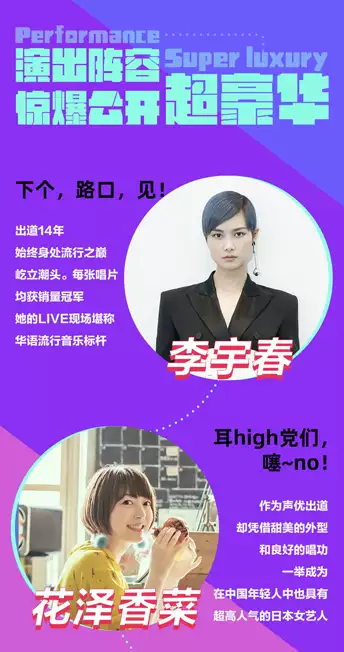 Performance
演出阵容
Super luxury
惊爆公开超豪华
下个，路口，见！
出道14年
始终身处流行之巅
屹立潮头。每张唱片
均获销量冠军
她的LIVE现场堪称
华语流行音乐标杆
李宇春
耳high党们，
噻~no！
作为声优出道
却凭借甜美的外型
和良好的唱功
一举成为
在中国年轻人中也具有
超高人气的日本女艺人
花泽香菜